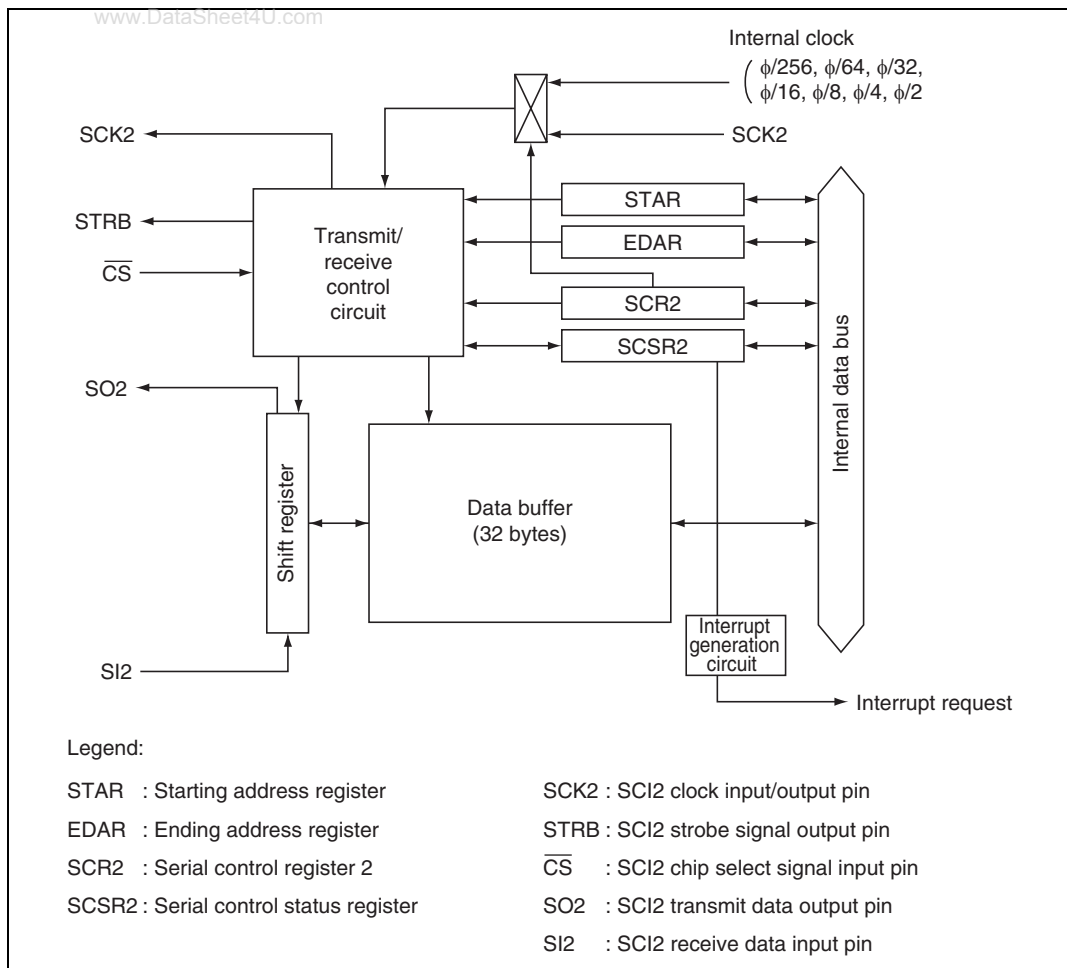 www.DataSheet4U.com
Internal clock
( ϕ/256, ϕ/64, ϕ/32,
ϕ/16, ϕ/8, ϕ/4, ϕ/2
SCK2
SCK2
STAR
STRB
EDAR
Transmit/
receive
control
circuit
C̅S̅
SCR2
SCSR2
SO2
Internal data bus
Shift register
Data buffer
(32 bytes)
Interrupt
generation
circuit
SI2
Interrupt request
Legend:
STAR : Starting address register
EDAR : Ending address register
SCR2 : Serial control register 2
SCSR2 : Serial control status register
SCK2 : SCI2 clock input/output pin
STRB : SCI2 strobe signal output pin
C̅S̅ : SCI2 chip select signal input pin
SO2 : SCI2 transmit data output pin
SI2 : SCI2 receive data input pin